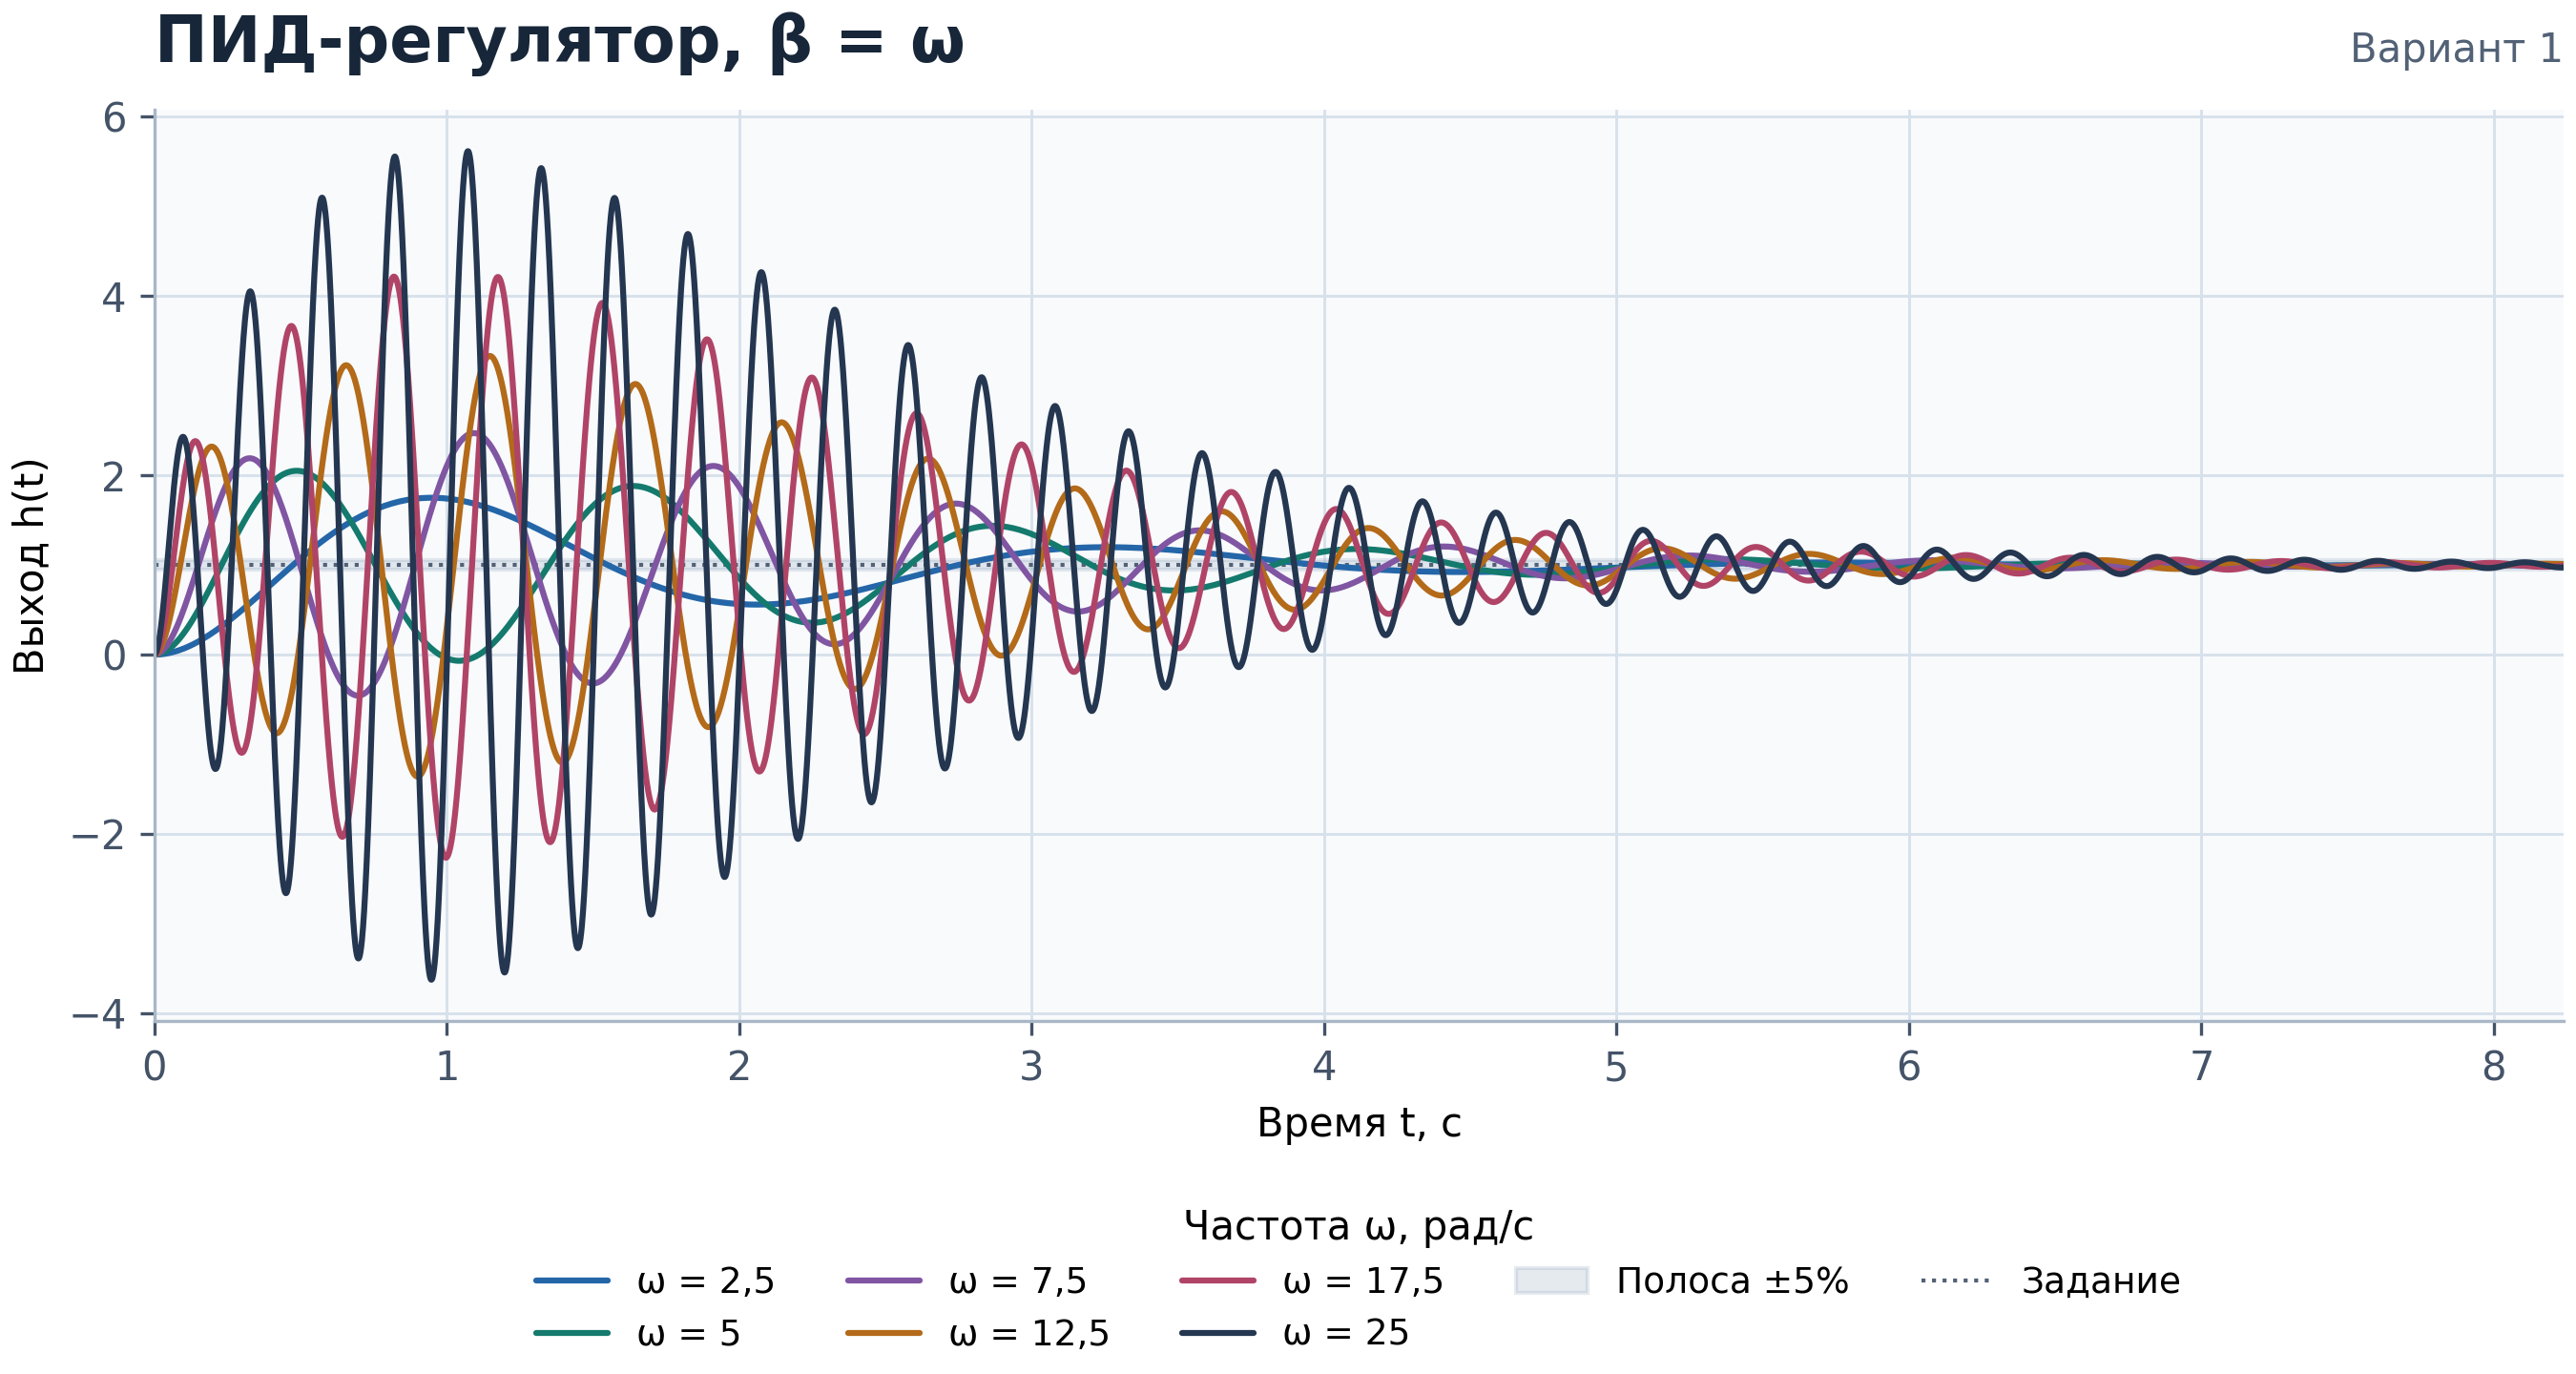 ПИД-регулятор, β = ω
Вариант 1
Выход h(t)
6
4
2
0
−2
−4
0 1 2 3 4 5 6 7 8
Время t, с
Частота ω, рад/с
ω = 2,5 ω = 7,5 ω = 17,5 Полоса ±5% Задание
ω = 5 ω = 12,5 ω = 25